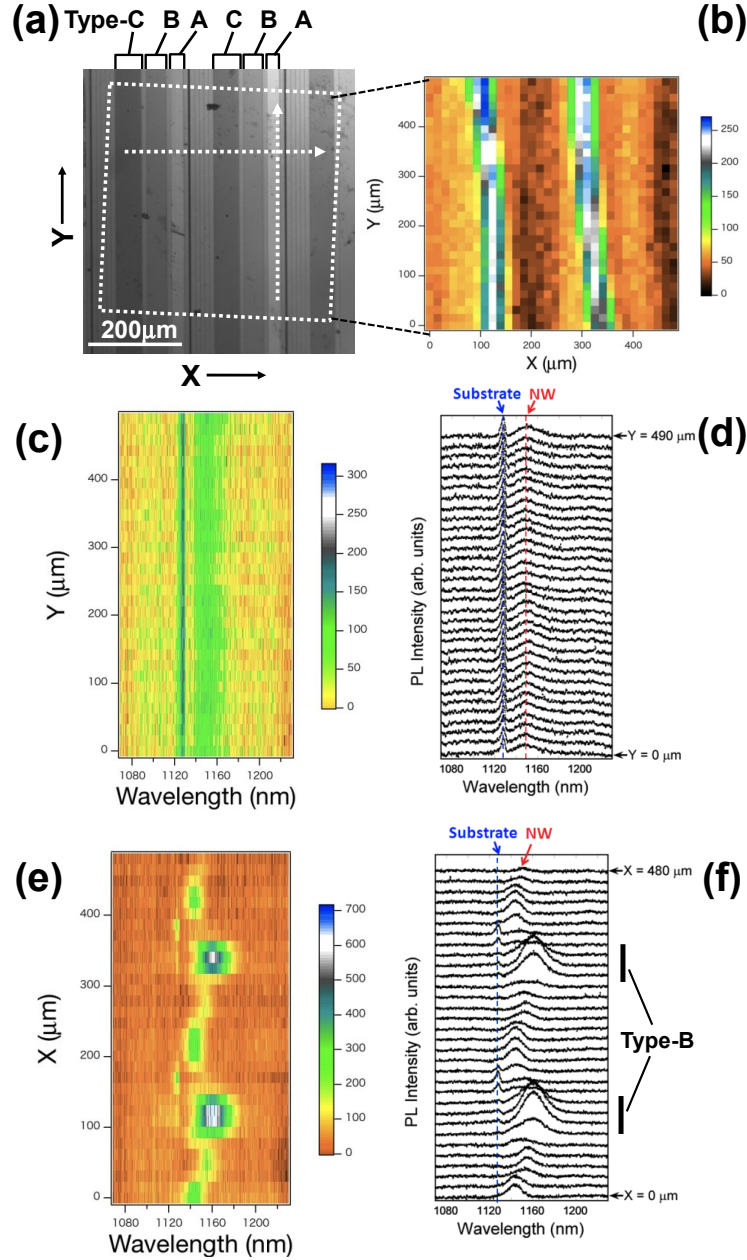 (a)
Type-C B A C B A
Y
X
200μm
(b)
400
300
200
100
0
Y (μm)
0 100 200 300 400
X (μm)
250
200
150
100
50
0
(c)
400
300
200
100
0
Y (μm)
1080 1120 1160 1200
Wavelength (nm)
300
250
200
150
100
50
0
(d)
Substrate NW
Y = 490 μm
Y = 0 μm
PL Intensity (arb. units)
1080 1120 1160 1200
Wavelength (nm)
(e)
400
300
200
100
0
X (μm)
1080 1120 1160 1200
Wavelength (nm)
700
600
500
400
300
200
100
0
(f)
Substrate NW
X = 480 μm
Type-B
X = 0 μm
PL Intensity (arb. units)
1080 1120 1160 1200
Wavelength (nm)